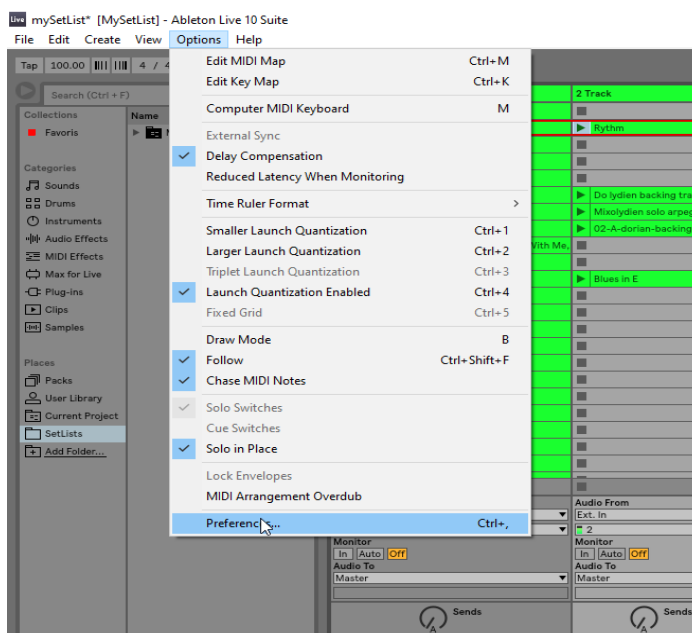 Live mySetList* [MySetList] - Ableton Live 10 Suite
File Edit Create View Options Help
Tap 100.00 4 / 4
Search (Ctrl + F)
Collections
Favoris
Categories
Sounds
Drums
Instruments
Audio Effects
MIDI Effects
Max for Live
Plug-ins
Clips
Samples
Places
Packs
User Library
Current Project
SetLists
Add Folder...
Name
Edit MIDI Map Ctrl+M
Edit Key Map Ctrl+K
Computer MIDI Keyboard M
External Sync
Delay Compensation
Reduced Latency When Monitoring
Time Ruler Format
Smaller Launch Quantization Ctrl+1
Larger Launch Quantization Ctrl+2
Triplet Launch Quantization Ctrl+3
Launch Quantization Enabled Ctrl+4
Fixed Grid Ctrl+5
Draw Mode B
Follow Ctrl+Shift+F
Chase MIDI Notes
Solo Switches
Cue Switches
Solo in Place
Lock Envelopes
MIDI Arrangement Overdub
Preferences... Ctrl+,
With Me,
2 Track
Rythm
Do lydien backing tra
Mixolydien solo arpeg
02-A-dorian-backing
Blues in E
Monitor
In Auto Off
Audio To
Master
Sends
A
Audio From
Ext. In
2
Monitor
In Auto Off
Audio To
Master
Sends
A